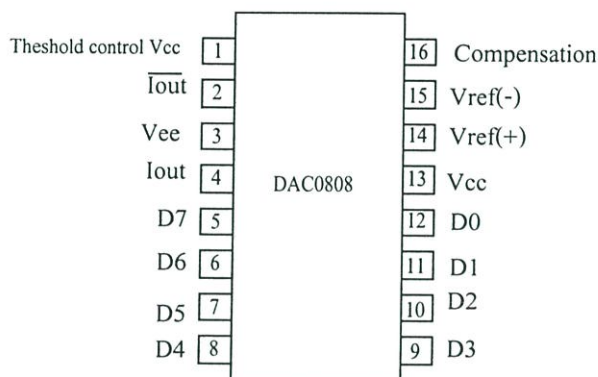 Theshold control Vcc 1 16 Compensation
Iout 2 15 Vref(-)
Vee 3 14 Vref(+)
Iout 4 DAC0808 13 Vcc
D7 5 12 D0
D6 6 11 D1
D5 7 10 D2
D4 8 9 D3